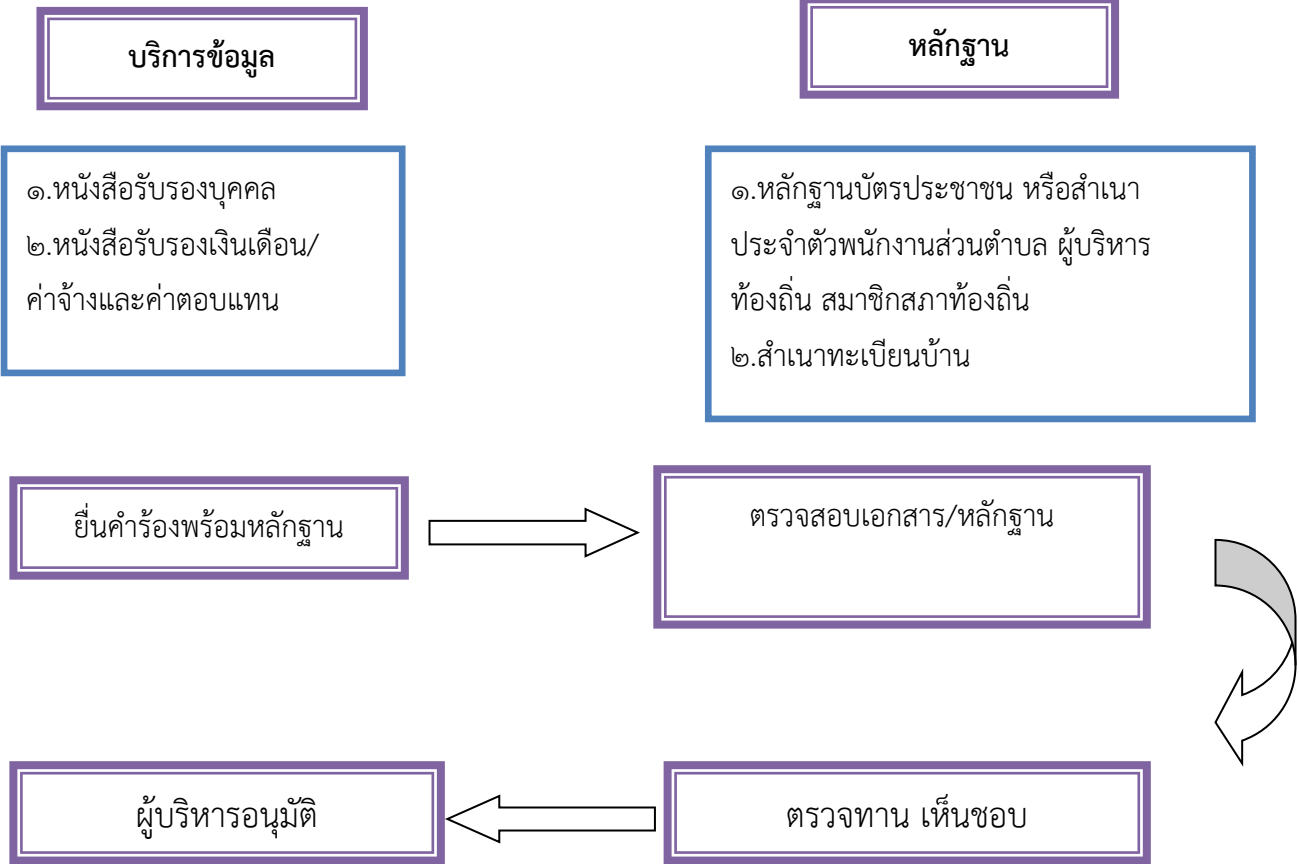 บริการข้อมูล
หลักฐาน
๑.หนังสือรับรองบุคคล
๒.หนังสือรับรองเงินเดือน/
ค่าจ้างและค่าตอบแทน
๑.หลักฐานบัตรประชาชน หรือสำเนา
ประจำตัวพนักงานส่วนตำบล ผู้บริหาร
ท้องถิ่น สมาชิกสภาท้องถิ่น
๒.สำเนาทะเบียนบ้าน
ยื่นคำร้องพร้อมหลักฐาน
ตรวจสอบเอกสาร/หลักฐาน
ผู้บริหารอนุมัติ
ตรวจทาน เห็นชอบ